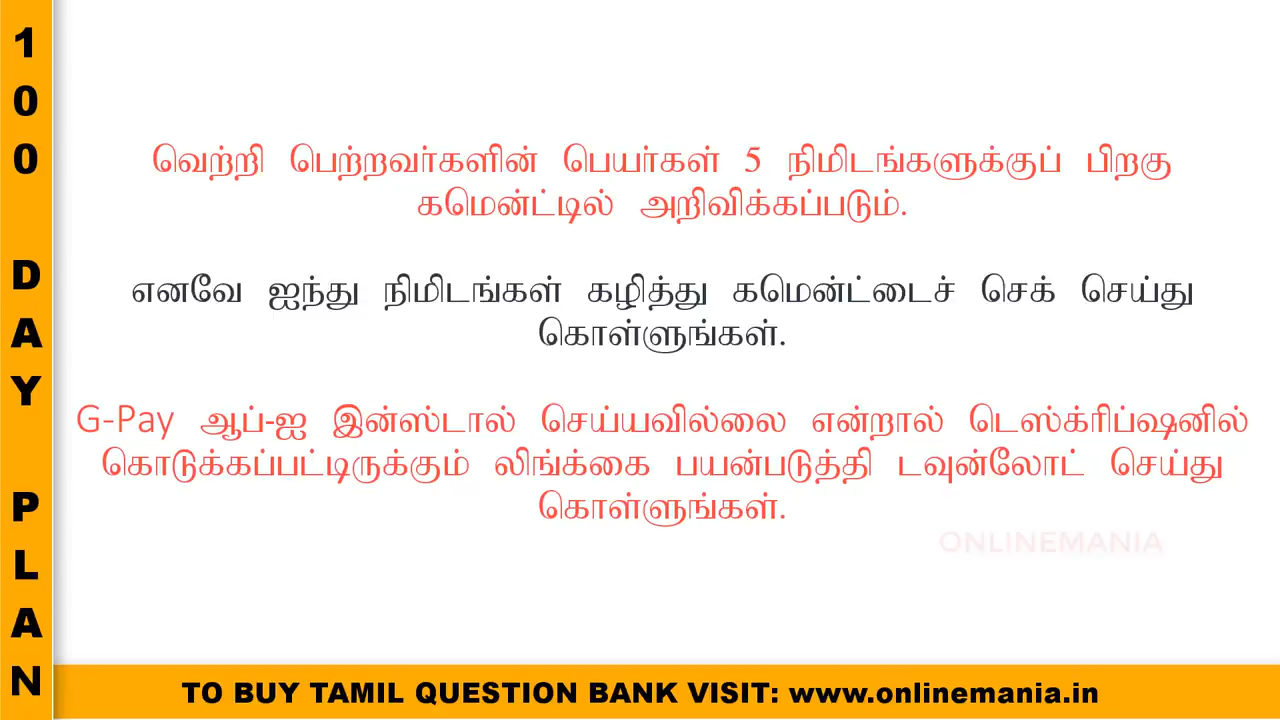 1
0
0
D
A
Y
P
L
A
N
வெற்றி பெற்றவர்களின் பெயர்கள் 5 நிமிடங்களுக்குப் பிறகு
கமென்ட்டில் அறிவிக்கப்படும்.
எனவே ஐந்து நிமிடங்கள் கழித்து கமென்ட்டைச் செக் செய்து
கொள்ளுங்கள்.
G-Pay ஆப்-ஐ இன்ஸ்டால் செய்யவில்லை என்றால் டெஸ்க்ரிப்ஷனில்
கொடுக்கப்பட்டிருக்கும் லிங்க்கை பயன்படுத்தி டவுன்லோட் செய்து
கொள்ளுங்கள்.
ONLINEMANIA
TO BUY TAMIL QUESTION BANK VISIT: www.onlinemania.in